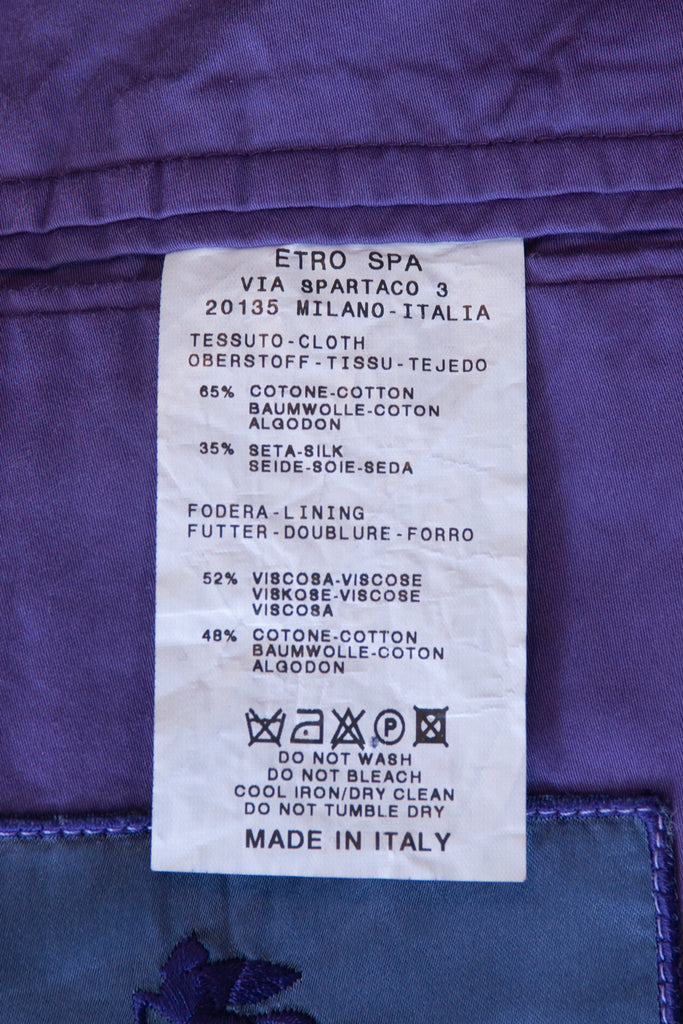 ETRO SPA
VIA SPARTACO 3
20135 MILANO-ITALIA
TESSUTO-CLOTH
OBERSTOFF-TISSU-TEJEDO
65% COTONE-COTTON
BAUMWOLLE-COTON
ALGODON
35% SETA-SILK
SEIDE-SOIE-SEDA
FODERA-LINING
FUTTER-DOUBLURE-FORRO
52% VISCOSA-VISCOSE
VISKOSE-VISCOSE
VISCOSA
48% COTONE-COTTON
BAUMWOLLE-COTON
ALGODON
P
DO NOT WASH
DO NOT BLEACH
COOL IRON/DRY CLEAN
DO NOT TUMBLE DRY
MADE IN ITALY